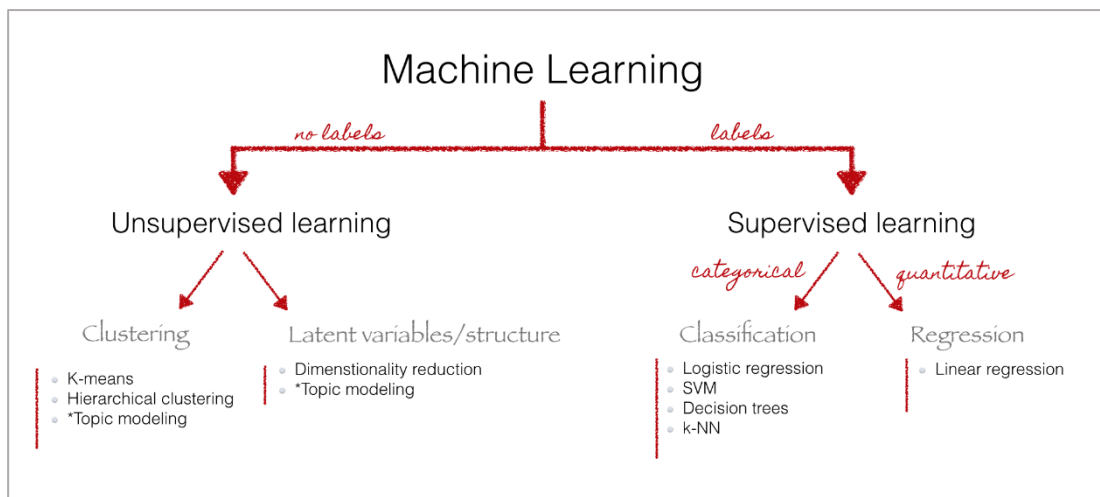 Machine Learning
no labels
labels
Unsupervised learning
Supervised learning
categorical
quantitative
Clustering
Latent variables/structure
Classification
Regression
K-means
Hierarchical clustering
*Topic modeling
Dimenstionality reduction
*Topic modeling
Logistic regression
SVM
Decision trees
k-NN
Linear regression